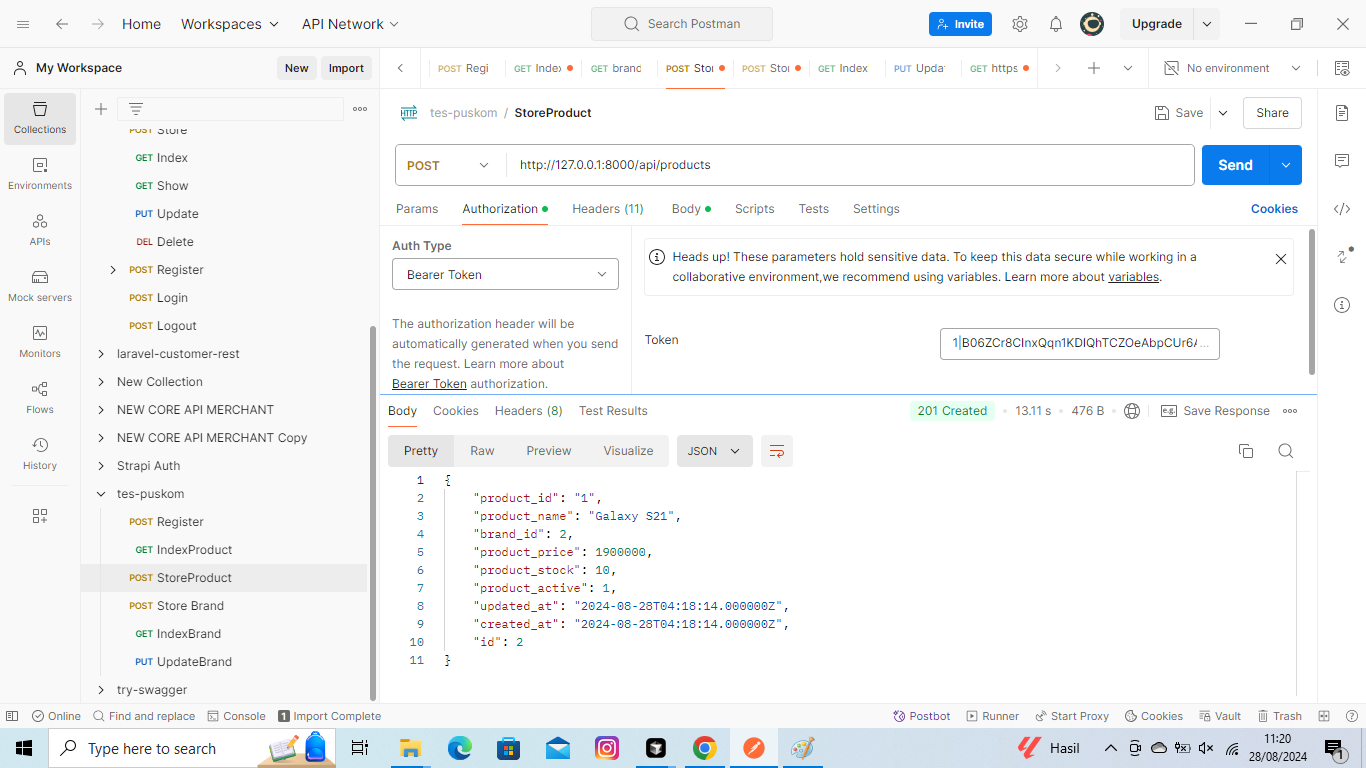 Home Workspaces API Network Search Postman Invite Upgrade
My Workspace New Import POST Regi GET Index GET brand POST Stor POST Stor GET Index PUT Upda GET https No environment
Collections
Environments
APIs
Mock servers
Monitors
Flows
History
POST Store
GET Index
GET Show
PUT Update
DEL Delete
POST Register
POST Login
POST Logout
laravel-customer-rest
New Collection
NEW CORE API MERCHANT
NEW CORE API MERCHANT Copy
Strapi Auth
tes-puskom
POST Register
GET IndexProduct
POST StoreProduct
POST Store Brand
GET IndexBrand
PUT UpdateBrand
try-swagger
HTTP tes-puskom / StoreProduct Save Share
POST http://127.0.0.1:8000/api/products Send
Params Authorization Headers (11) Body Scripts Tests Settings Cookies
Auth Type
Bearer Token
The authorization header will be
automatically generated when you send
the request. Learn more about
Bearer Token authorization.
Heads up! These parameters hold sensitive data. To keep this data secure while working in a
collaborative environment,we recommend using variables. Learn more about variables.
Token 1|B06ZCr8CInxQqn1KDIQhTCZOeAbpCUr6A...
Body Cookies Headers (8) Test Results 201 Created 13.11 s 476 B e.g. Save Response
Pretty Raw Preview Visualize JSON
1 {
2 "product_id": "1",
3 "product_name": "Galaxy S21",
4 "brand_id": 2,
5 "product_price": 1900000,
6 "product_stock": 10,
7 "product_active": 1,
8 "updated_at": "2024-08-28T04:18:14.000000Z",
9 "created_at": "2024-08-28T04:18:14.000000Z",
10 "id": 2
11 }
Online Find and replace Console 1 Import Complete Postbot Runner Start Proxy Cookies Vault Trash
Type here to search Hasil 11:20
28/08/2024 1